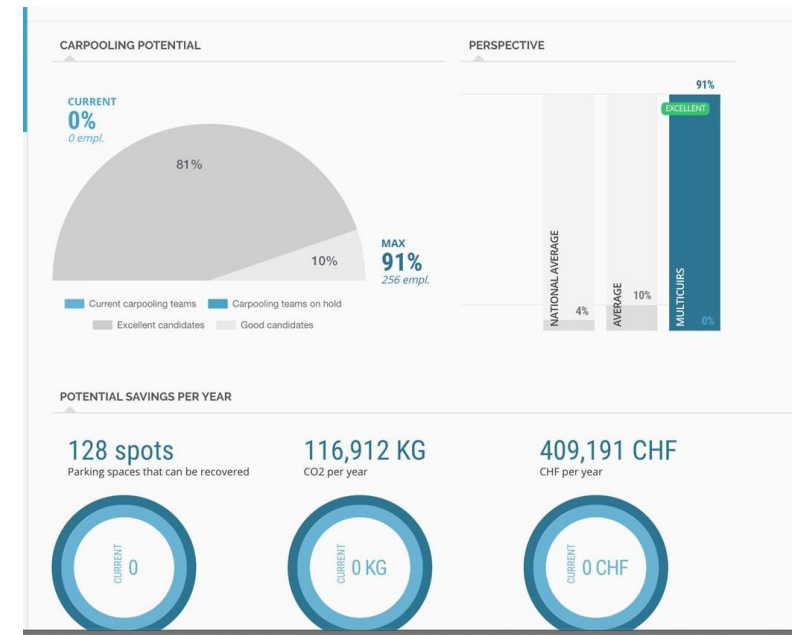 CARPOOLING POTENTIAL
CURRENT
0%
0 empl.
81%
10%
MAX
91%
256 empl.
Current carpooling teams
Carpooling teams on hold
Excellent candidates
Good candidates
PERSPECTIVE
91%
EXCELLENT
NATIONAL AVERAGE
4%
AVERAGE
10%
MULTICUIRS
0%
POTENTIAL SAVINGS PER YEAR
128 spots
Parking spaces that can be recovered
CURRENT 0
116,912 KG
CO2 per year
CURRENT 0 KG
409,191 CHF
CHF per year
CURRENT 0 CHF